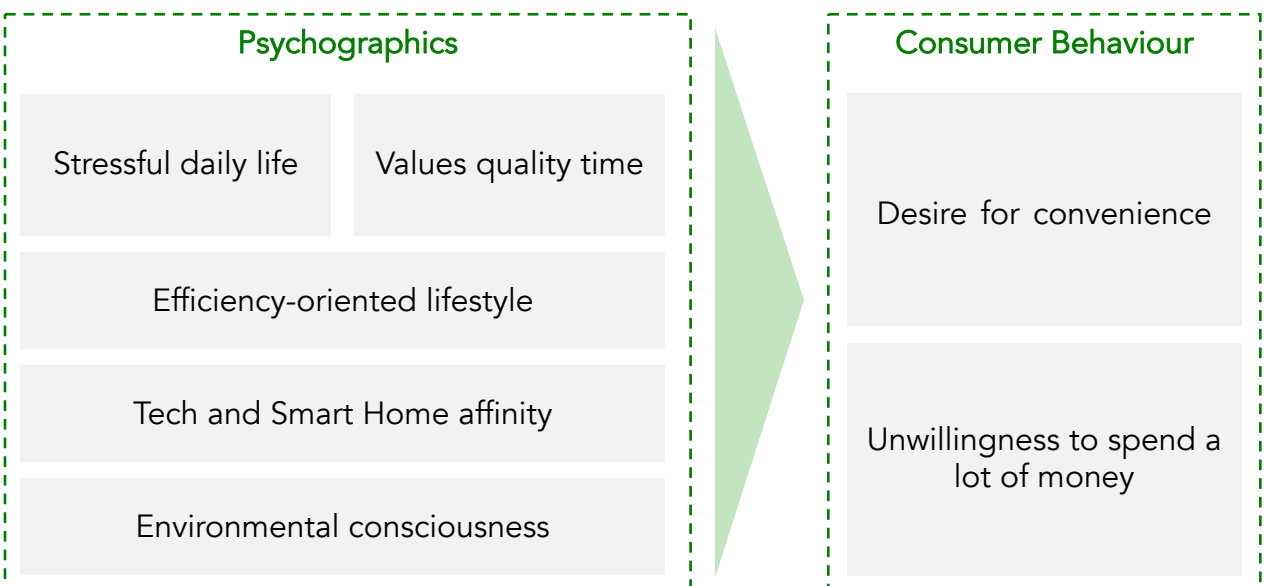 Psychographics
Consumer Behaviour
Stressful daily life
Values quality time
Efficiency-oriented lifestyle
Tech and Smart Home affinity
Environmental consciousness
Desire for convenience
Unwillingness to spend a
lot of money